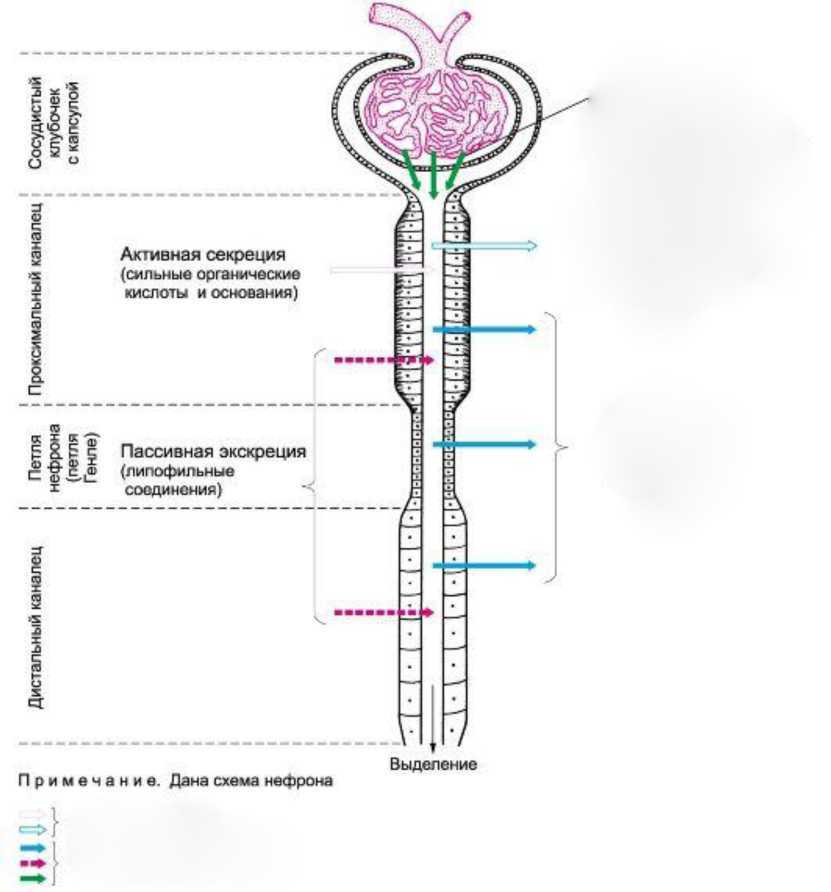 Сосудистый
клубочек
с капсулой
Проксимальный каналец
Активная секреция
(сильные органические
кислоты и основания)
Петля
нефрона
(петля
Генле)
Пассивная экскреция
(липофильные
соединения)
Дистальный каналец
Выделение
Примечание. Дана схема нефрона